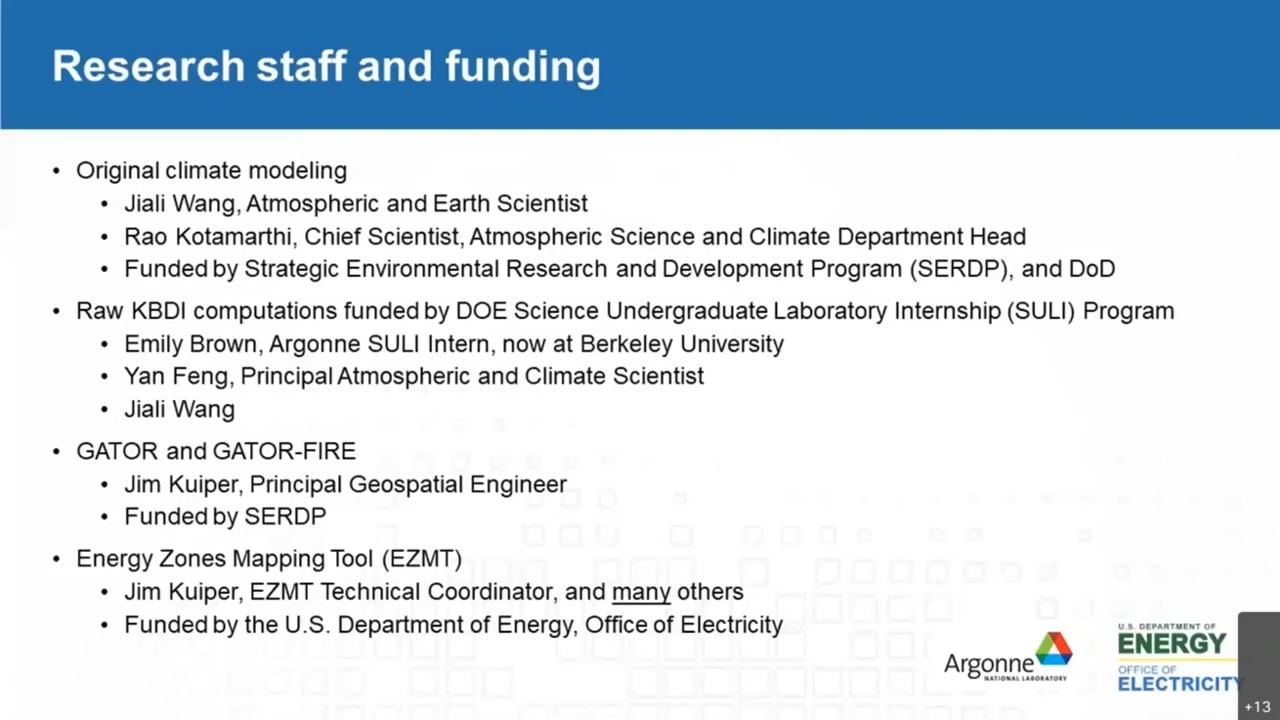 Research staff and funding
• Original climate modeling
• Jiali Wang, Atmospheric and Earth Scientist
• Rao Kotamarthi, Chief Scientist, Atmospheric Science and Climate Department Head
• Funded by Strategic Environmental Research and Development Program (SERDP), and DoD
• Raw KBDI computations funded by DOE Science Undergraduate Laboratory Internship (SULI) Program
• Emily Brown, Argonne SULI Intern, now at Berkeley University
• Yan Feng, Principal Atmospheric and Climate Scientist
• Jiali Wang
• GATOR and GATOR-FIRE
• Jim Kuiper, Principal Geospatial Engineer
• Funded by SERDP
• Energy Zones Mapping Tool (EZMT)
• Jim Kuiper, EZMT Technical Coordinator, and many others
• Funded by the U.S. Department of Energy, Office of Electricity
Argonne
NATIONAL LABORATORY
U.S. DEPARTMENT OF
ENERGY
OFFICE OF
ELECTRICITY
+13